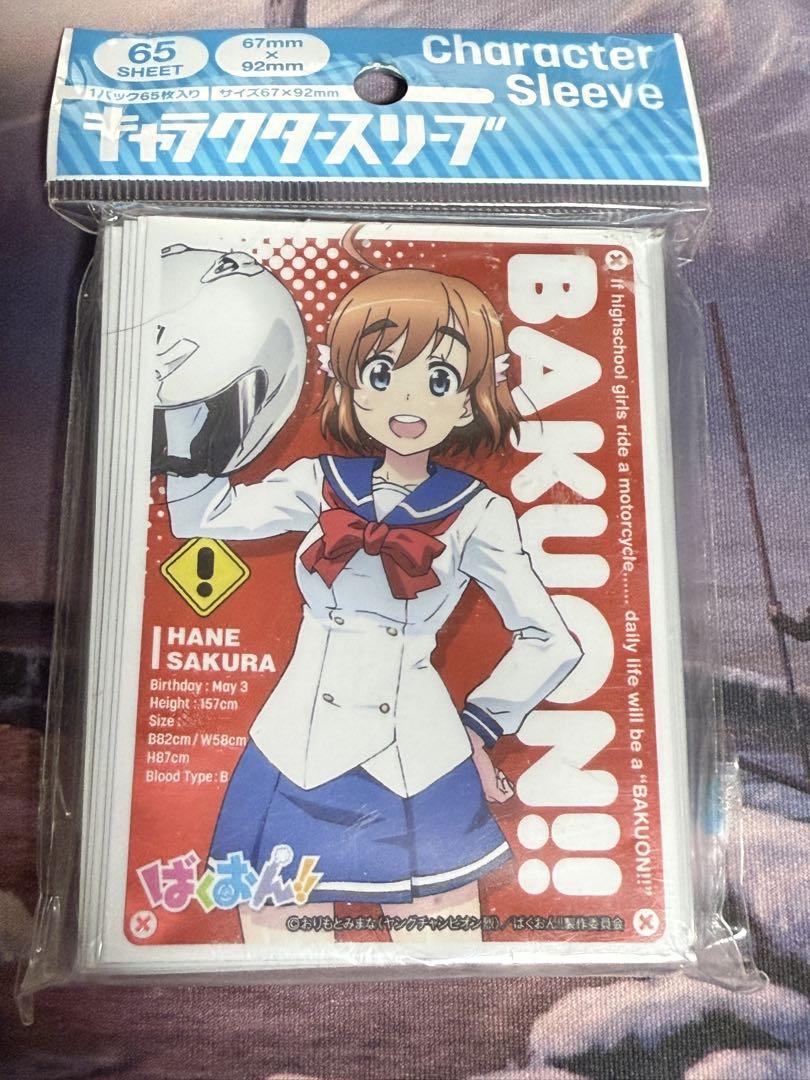 65
SHEET
67mm
×
92mm
Character
Sleeve
1パック65枚入り
サイズ67×92mm
キャラクタースリーブ
BAKUON!!
If highschool girls ride a motorcycle...... daily life will be a "BAKUON!!"
!
HANE
SAKURA
Birthday : May 3
Height : 157cm
Size :
B82cm / W58cm
H87cm
Blood Type : B
ばくおん!!
©おりもとみまな(ヤングチャンピオン烈)／ばくおん!!製作委員会